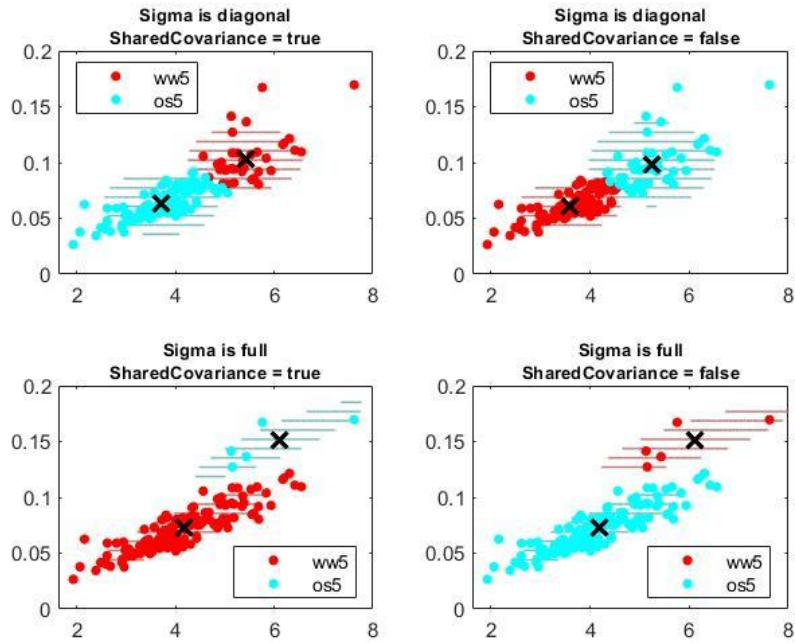 Sigma is diagonal
SharedCovariance = true
0.2
0.15
0.1
0.05
0
2
4
6
8
ww5
os5
Sigma is diagonal
SharedCovariance = false
0.2
0.15
0.1
0.05
0
2
4
6
8
ww5
os5
Sigma is full
SharedCovariance = true
0.2
0.15
0.1
0.05
0
2
4
6
8
ww5
os5
Sigma is full
SharedCovariance = false
0.2
0.15
0.1
0.05
0
2
4
6
8
ww5
os5